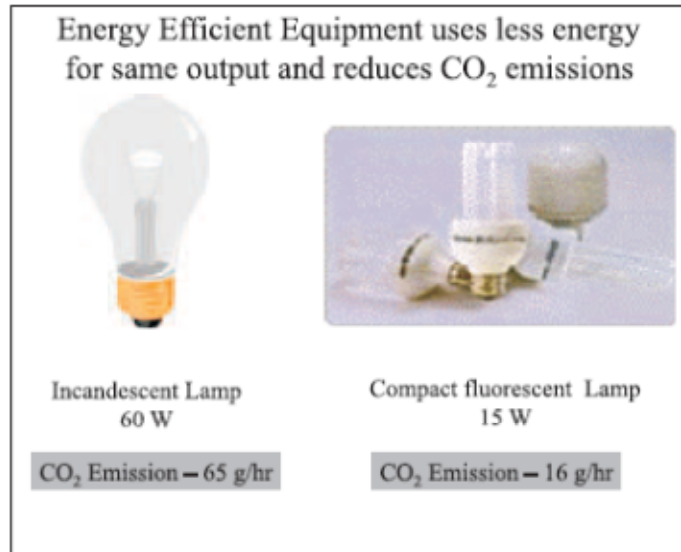 Energy Efficient Equipment uses less energy
for same output and reduces CO₂ emissions
Incandescent Lamp
60 W
Compact fluorescent Lamp
15 W
CO₂ Emission – 65 g/hr
CO₂ Emission – 16 g/hr